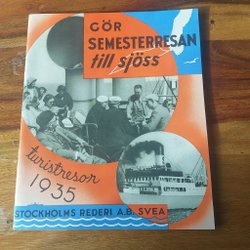 GÖR
SEMESTERRESAN
till sjöss
turistresor
1935
STOCKHOLMS REDERI A.B. SVEA